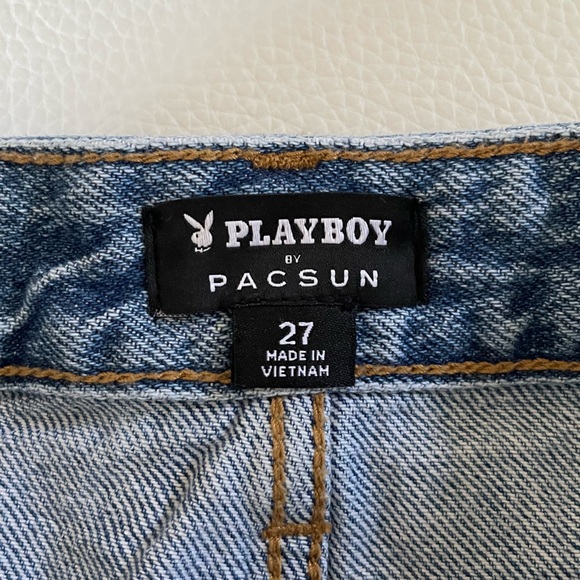 PLAYBOY
BY
PACSUN
27
MADE IN
VIETNAM